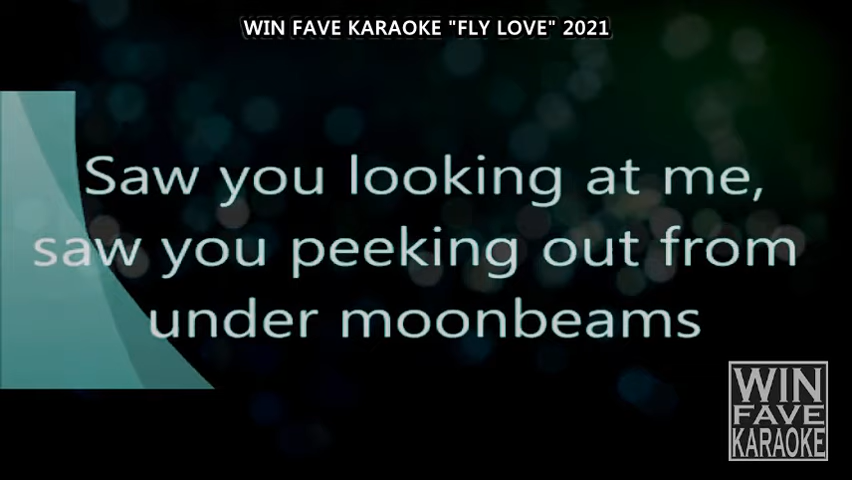 WIN FAVE KARAOKE "FLY LOVE" 2021
Saw you looking at me,
saw you peeking out from
under moonbeams
WIN
FAVE
KARAOKE